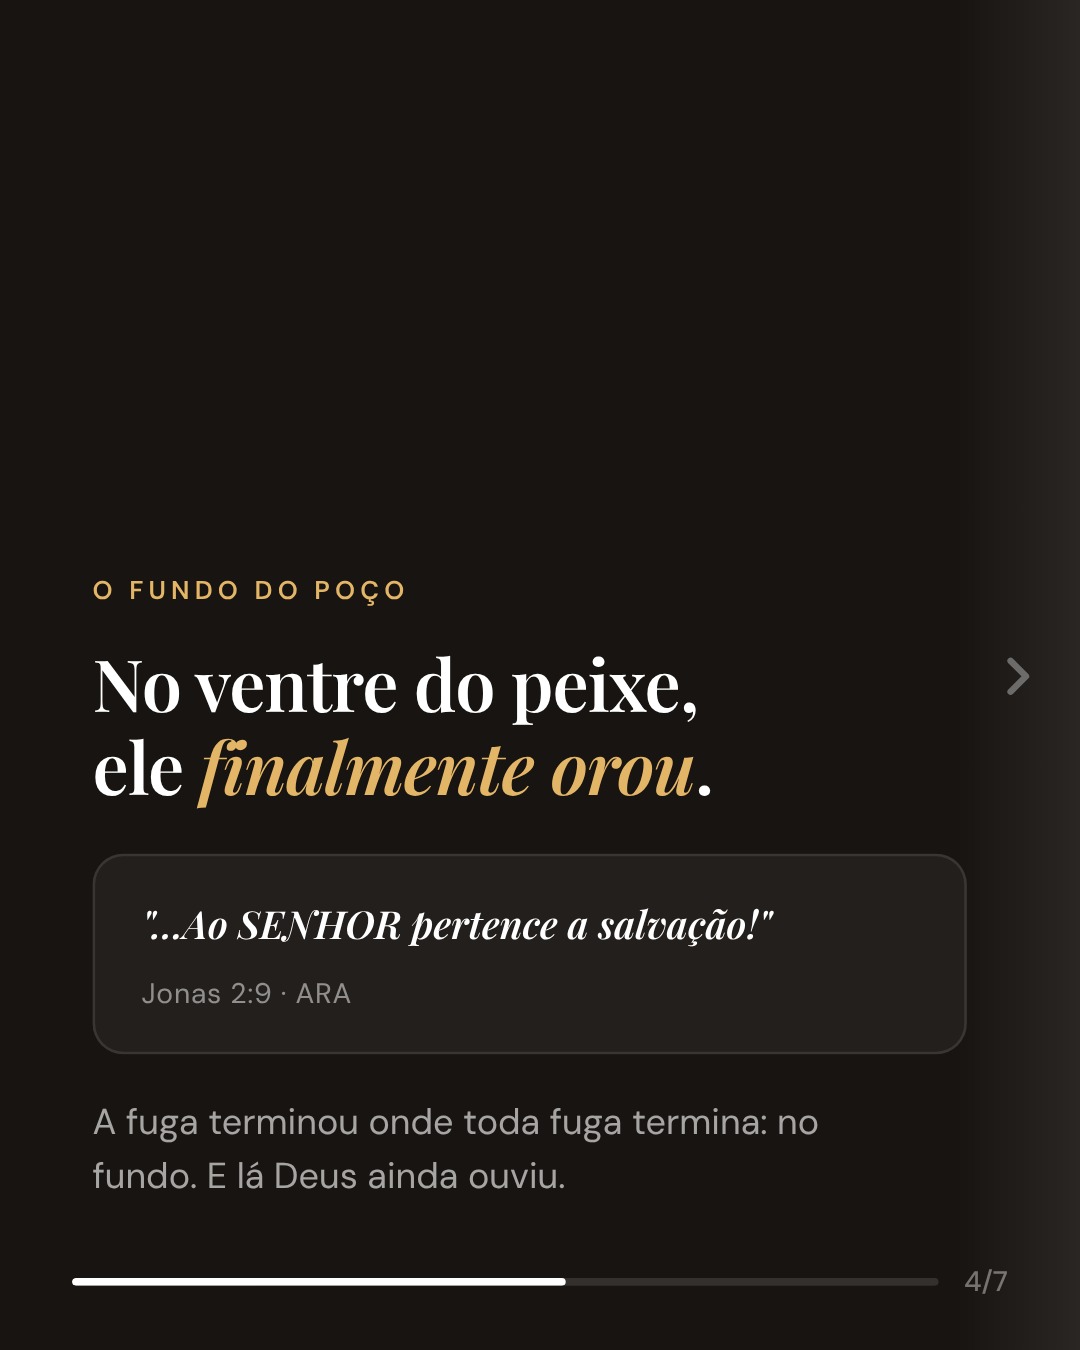 O FUNDO DO POÇO
No ventre do peixe,
ele finalmente orou.
"...Ao SENHOR pertence a salvação!"
Jonas 2:9 · ARA
A fuga terminou onde toda fuga termina: no
fundo. E lá Deus ainda ouviu.
4/7